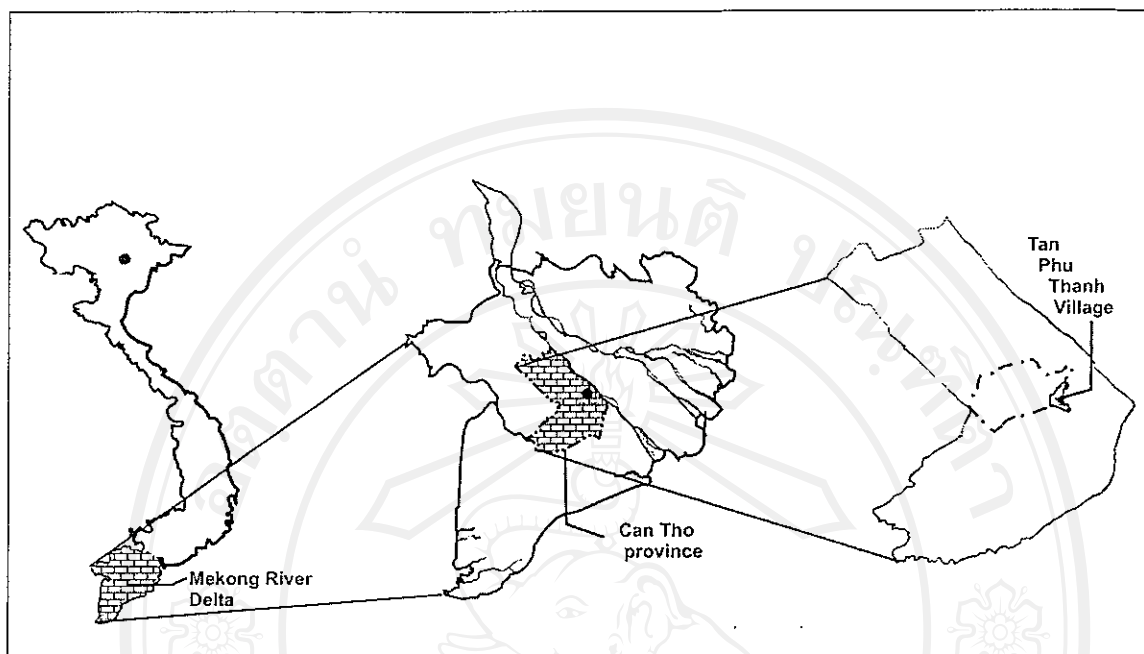 Mekong River
Delta
Can Tho
province
Tan
Phu
Thanh
Village